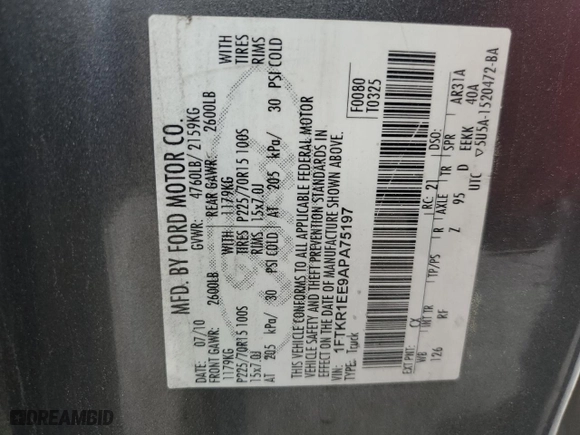 MFD. BY FORD MOTOR CO.
DATE: 07/10 GVWR: 4760LB/ 2159KG
FRONT GAWR: 2600LB REAR GAWR: 2600LB
1179KG WITH 1179KG WITH
P225/70R15 100S TIRES P225/70R15 100S TIRES
15x7.0J RIMS 15x7.0J RIMS
AT 205 kPa/ 30 PSI COLD AT 205 kPa/ 30 PSI COLD
THIS VEHICLE CONFORMS TO ALL APPLICABLE FEDERAL MOTOR
VEHICLE SAFETY AND THEFT PREVENTION STANDARDS IN
EFFECT ON THE DATE OF MANUFACTURE SHOWN ABOVE.
VIN: 1FTKR1EE9APA75197
TYPE: Truck
F0080
T0325
EXT PNT: CX RC: 21 DSO:
WB INT TR TP/PS R AXLE TR SPR AR31A
126 RF Z 95 D EEKK 40A
UTC ▽5U5A-1520472-BA
DREAMBID